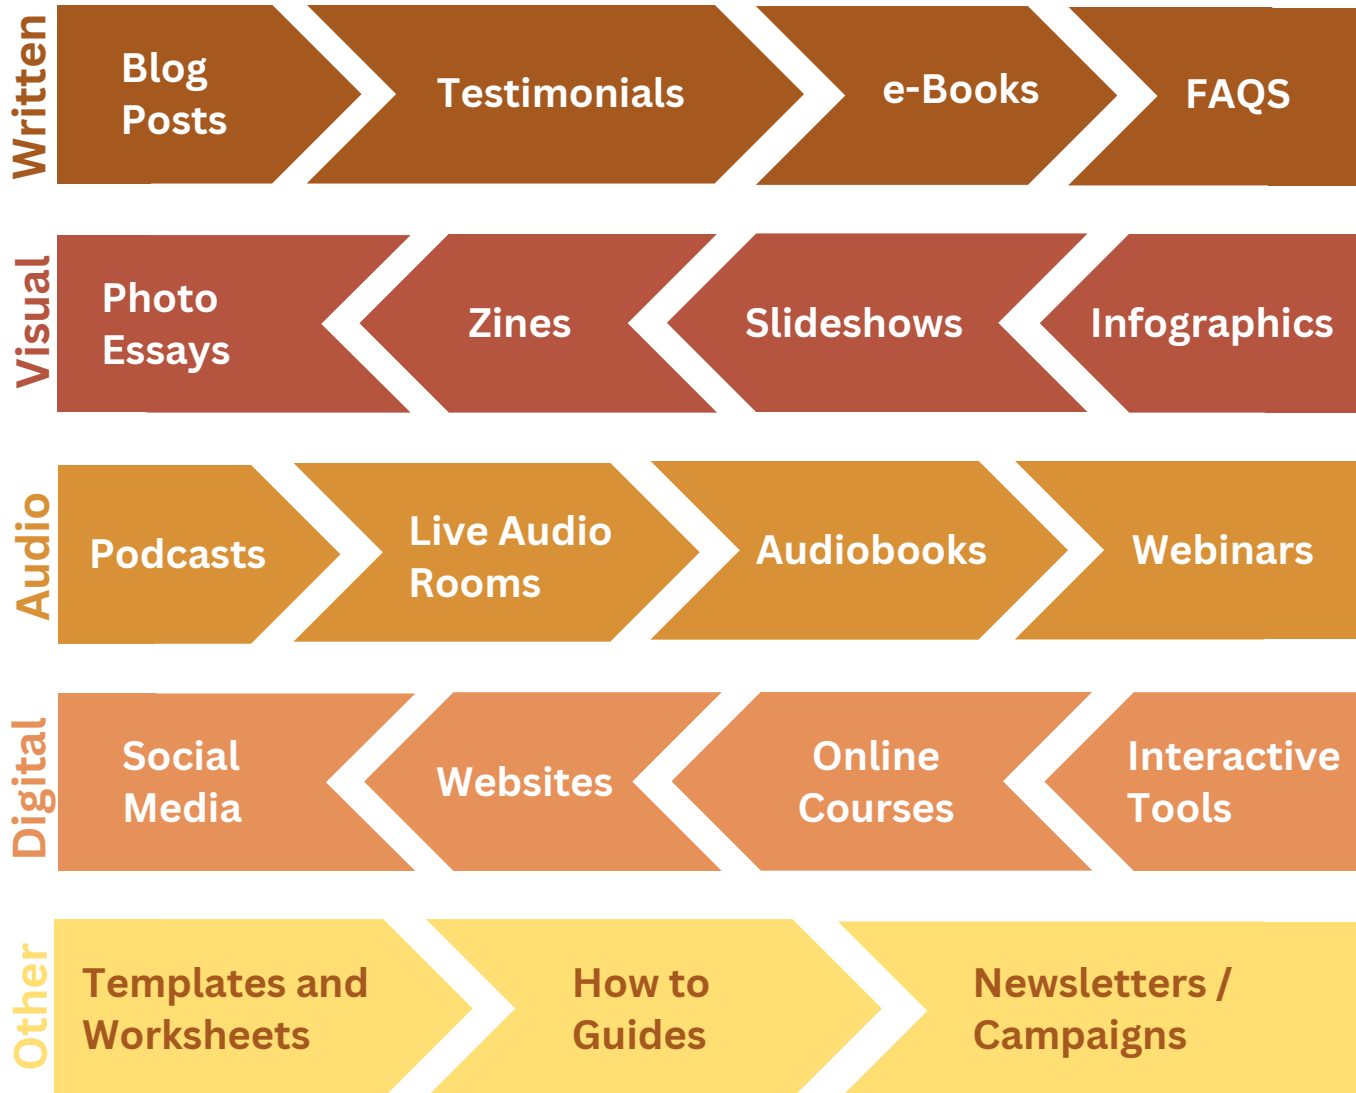 Written
Blog
Posts
Testimonials
e-Books
FAQS
Visual
Photo
Essays
Zines
Slideshows
Infographics
Audio
Podcasts
Live Audio
Rooms
Audiobooks
Webinars
Digital
Social
Media
Websites
Online
Courses
Interactive
Tools
Other
Templates and
Worksheets
How to
Guides
Newsletters /
Campaigns